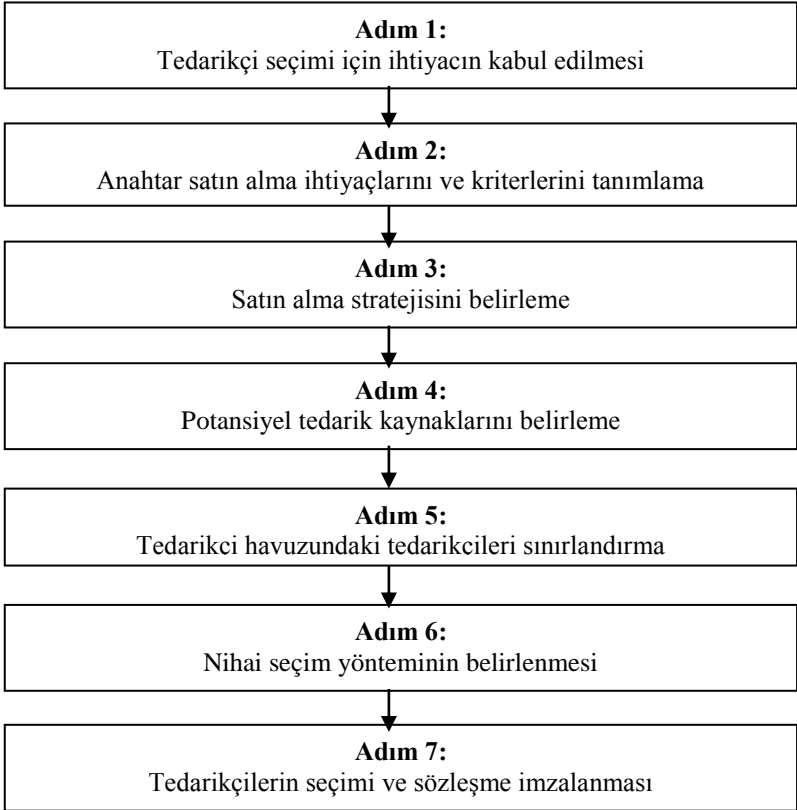 Adım 1:
Tedarikçi seçimi için ihtiyacın kabul edilmesi
Adım 2:
Anahtar satın alma ihtiyaçlarını ve kriterlerini tanımlama
Adım 3:
Satın alma stratejisini belirleme
Adım 4:
Potansiyel tedarik kaynaklarını belirleme
Adım 5:
Tedarikci havuzundaki tedarikcileri sınırlandırma
Adım 6:
Nihai seçim yönteminin belirlenmesi
Adım 7:
Tedarikçilerin seçimi ve sözleşme imzalanması